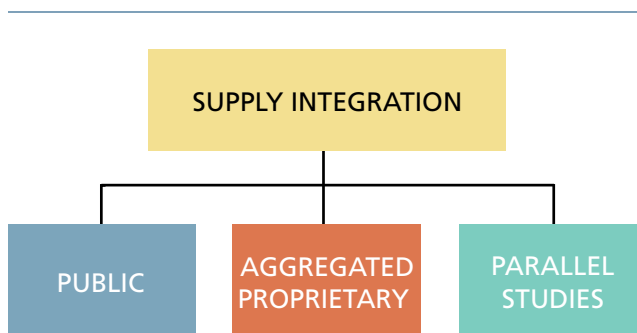 SUPPLY INTEGRATION
PUBLIC
AGGREGATED
PROPRIETARY
PARALLEL
STUDIES